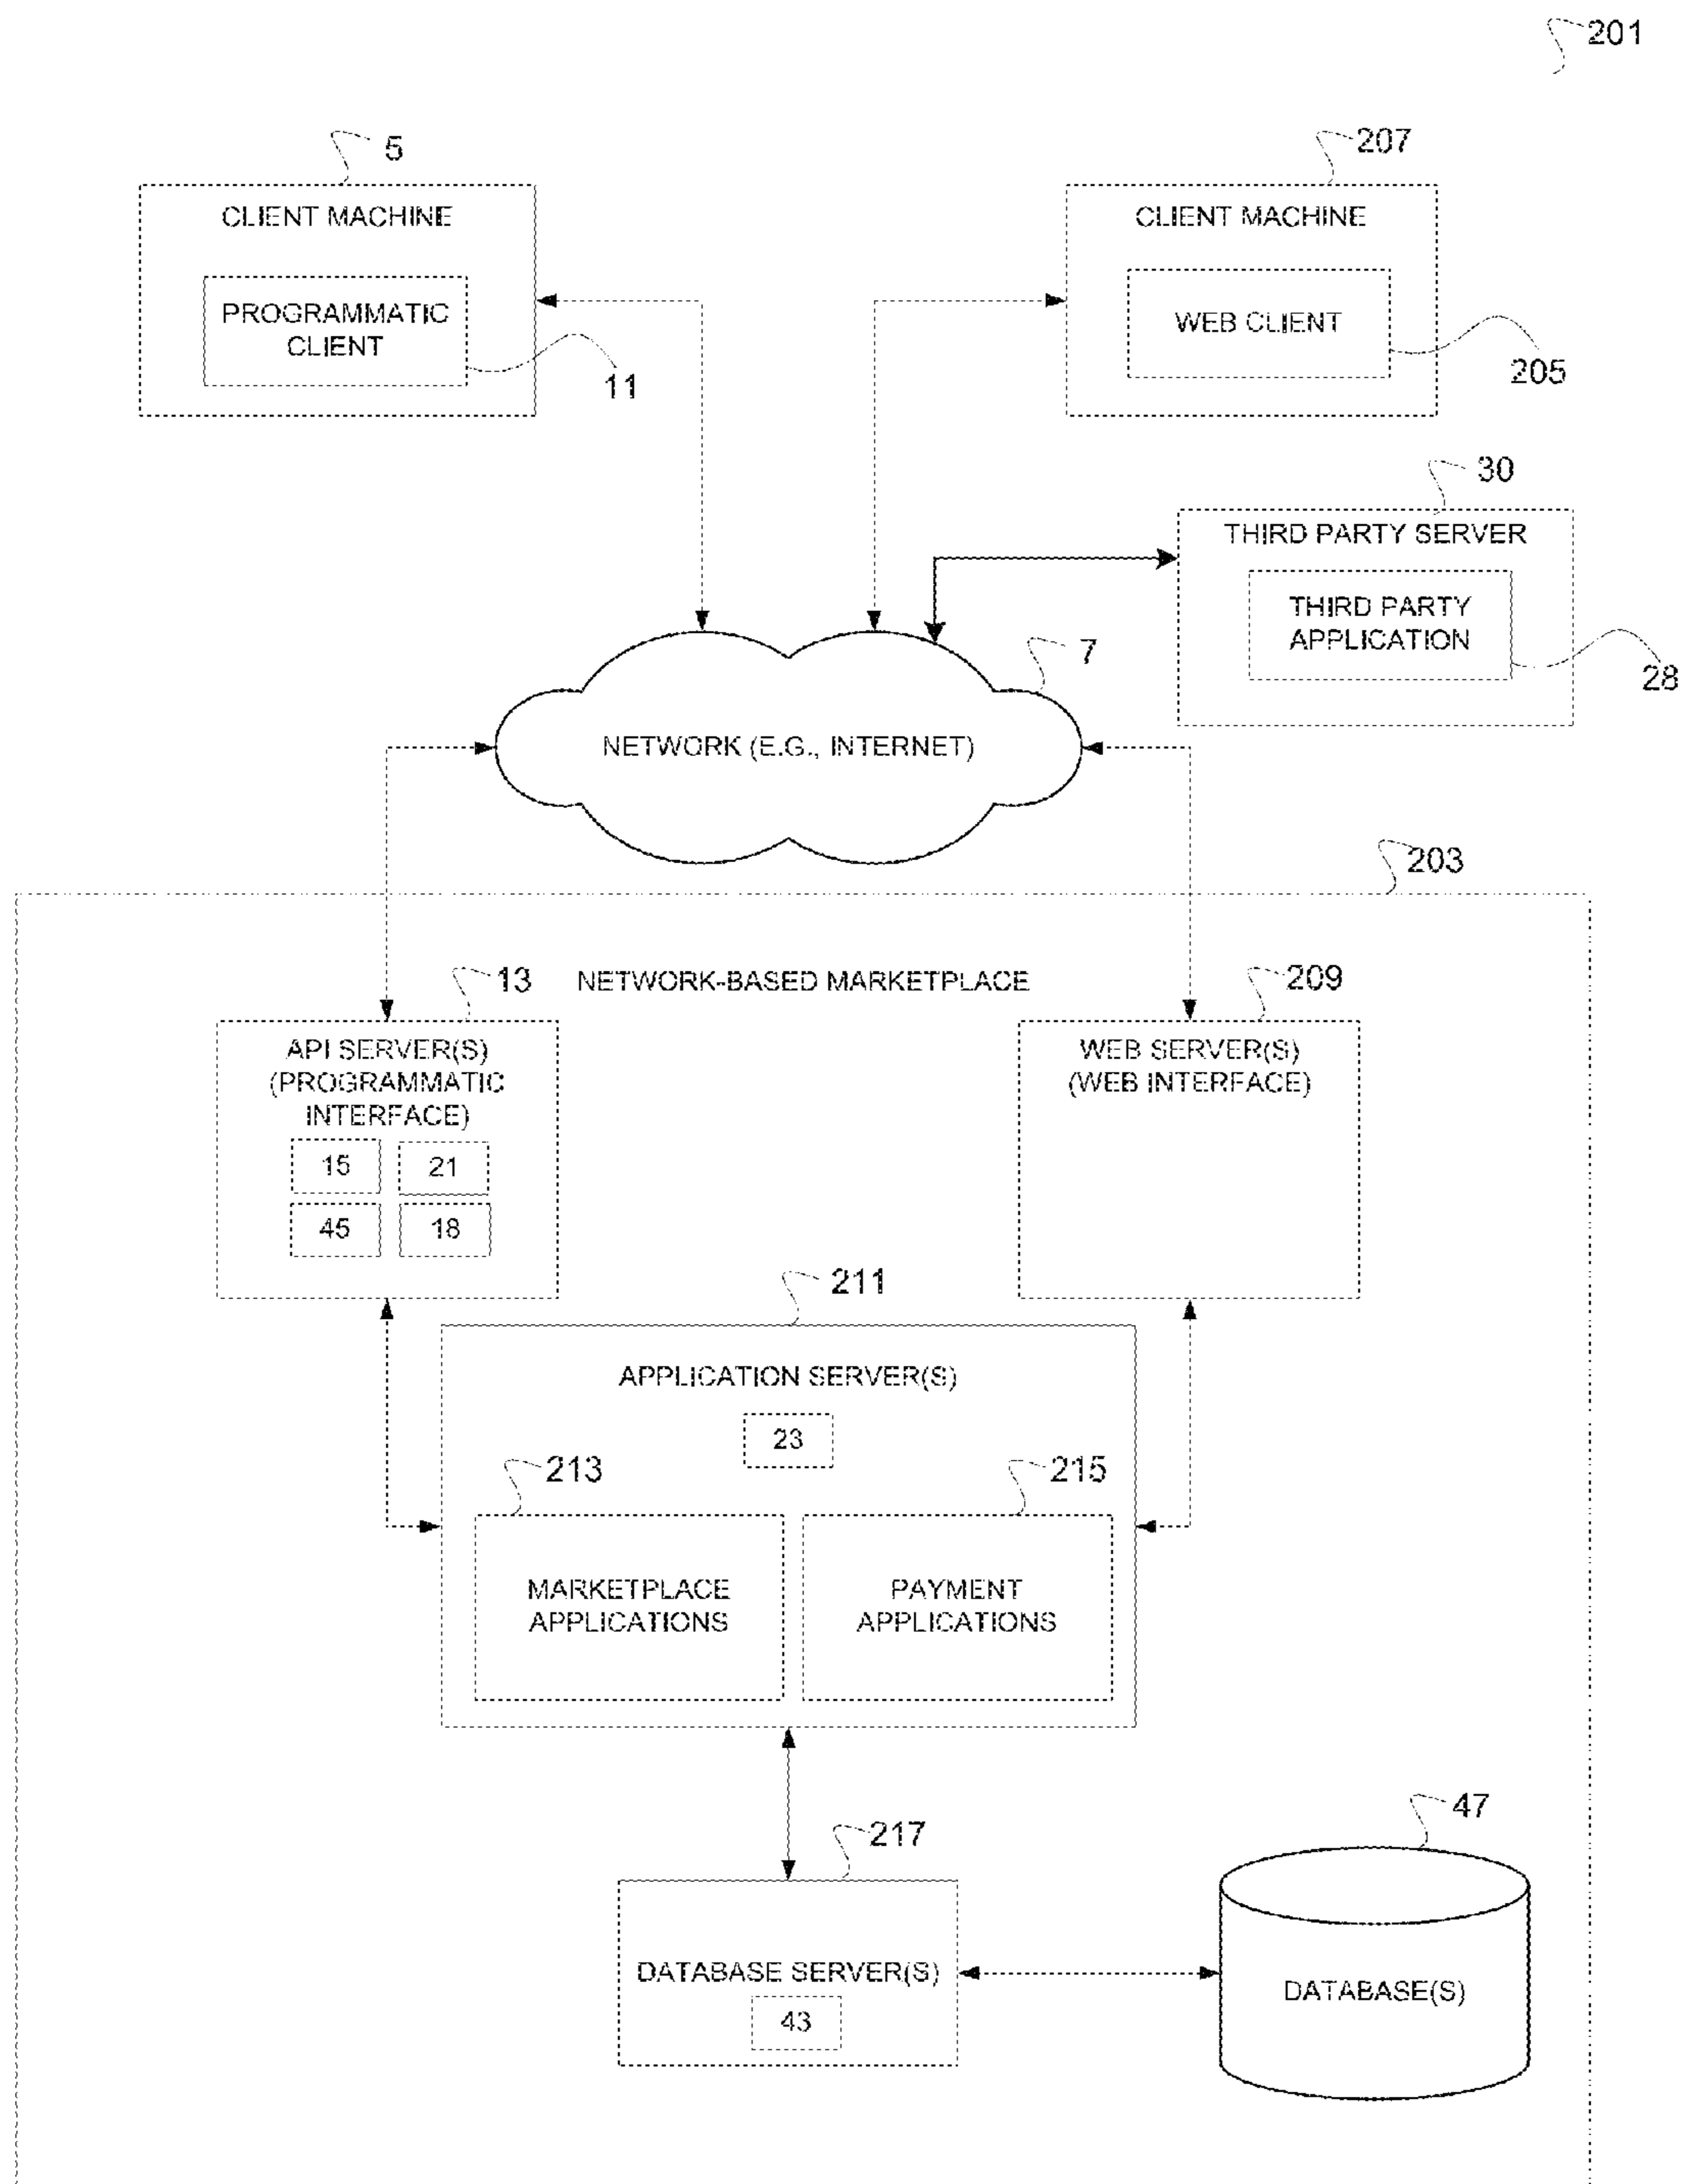 201
5
207
CLIENT MACHINE
CLIENT MACHINE
PROGRAMMATIC
CLIENT
WEB CLIENT
11
205
30
THIRD PARTY SERVER
THIRD PARTY
APPLICATION
28
7
NETWORK (E.G., INTERNET)
203
NETWORK-BASED MARKETPLACE
13
209
API SERVER(S)
(PROGRAMMATIC
INTERFACE)
WEB SERVER(S)
(WEB INTERFACE)
15
21
45
18
211
APPLICATION SERVER(S)
23
213
215
MARKETPLACE
APPLICATIONS
PAYMENT
APPLICATIONS
217
47
DATABASE SERVER(S)
43
DATABASE(S)